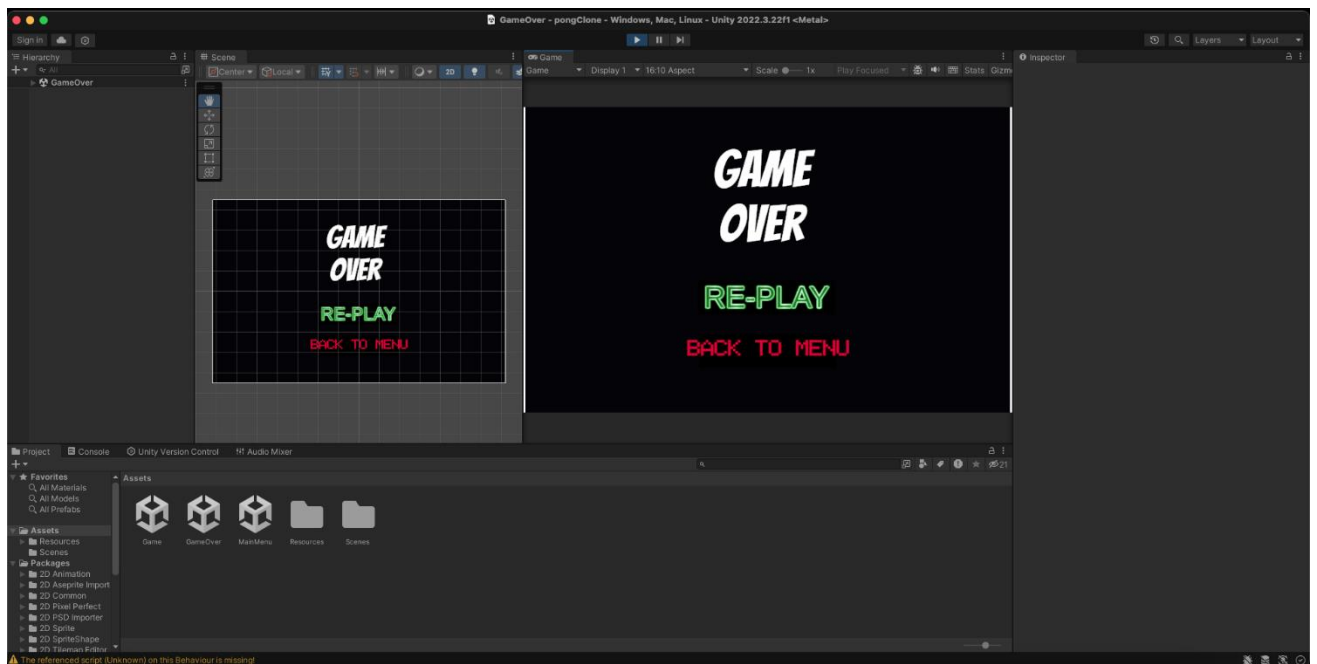 GameOver - pongClone - Windows, Mac, Linux - Unity 2022.3.22f1 <Metal>
Sign in
Layers
Layout
Hierarchy
All
GameOver
Scene
Center
Local
2D
GAME
OVER
RE-PLAY
BACK TO MENU
Game
Game
Display 1
16:10 Aspect
Scale
1x
Play Focused
Stats
Gizm
GAME
OVER
RE-PLAY
BACK TO MENU
Inspector
Project
Console
Unity Version Control
Audio Mixer
21
Favorites
All Materials
All Models
All Prefabs
Assets
Resources
Scenes
Packages
2D Animation
2D Aseprite Import
2D Common
2D Pixel Perfect
2D PSD Importer
2D Sprite
2D SpriteShape
2D Tilemap Editor
Assets
Game
GameOver
MainMenu
Resources
Scenes
The referenced script (Unknown) on this Behaviour is missing!